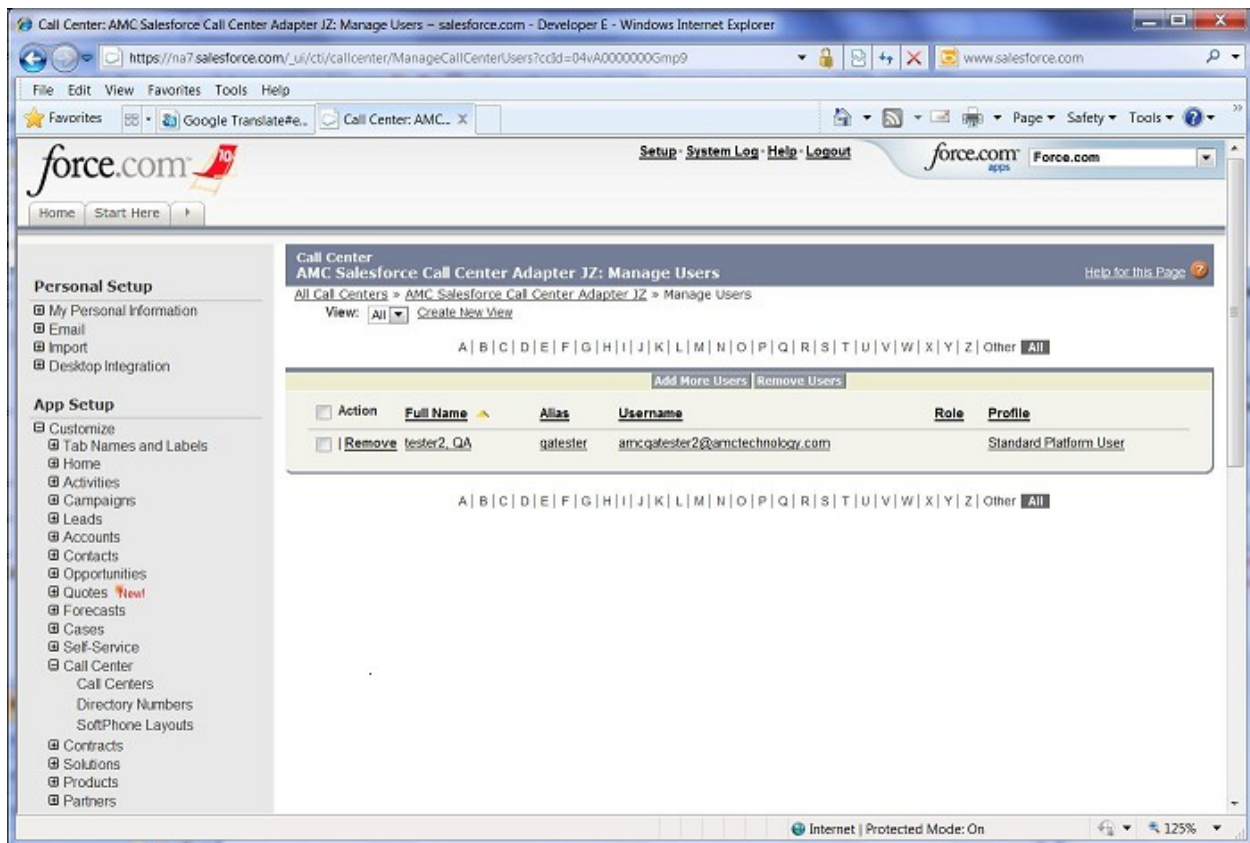 Call Center: AMC Salesforce Call Center Adapter JZ: Manage Users - salesforce.com - Developer E - Windows Internet Explorer
https://na7.salesforce.com/_ui/cti/callcenter/ManageCallCenterUsers?ccId=04vA0000000Gmp9 www.salesforce.com
File Edit View Favorites Tools Help
Favorites Google Translate#e... Call Center: AMC... X Page Safety Tools
force.com 10 Setup · System Log · Help · Logout force.com apps Force.com
Home Start Here
Call Center
AMC Salesforce Call Center Adapter JZ: Manage Users Help for this Page
All Call Centers » AMC Salesforce Call Center Adapter JZ » Manage Users
View: All Create New View
A | B | C | D | E | F | G | H | I | J | K | L | M | N | O | P | Q | R | S | T | U | V | W | X | Y | Z | Other All
Add More Users Remove Users
Action Full Name Alias Username Role Profile
| Remove tester2, QA qatester amcqatester2@amctechnology.com Standard Platform User
A | B | C | D | E | F | G | H | I | J | K | L | M | N | O | P | Q | R | S | T | U | V | W | X | Y | Z | Other All
Personal Setup
My Personal Information
Email
Import
Desktop Integration
App Setup
Customize
Tab Names and Labels
Home
Activities
Campaigns
Leads
Accounts
Contacts
Opportunities
Quotes New!
Forecasts
Cases
Self-Service
Call Center
Call Centers
Directory Numbers
SoftPhone Layouts
Contracts
Solutions
Products
Partners
Internet | Protected Mode: On 125%